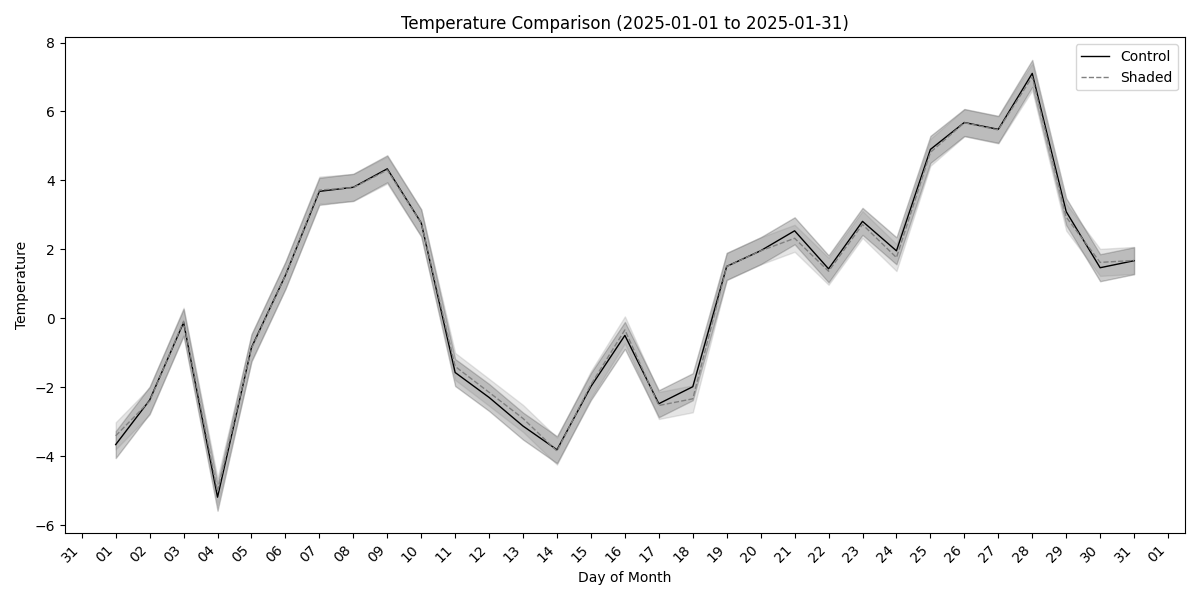 Temperature Comparison (2025-01-01 to 2025-01-31)
Control
Shaded
Temperature
8
6
4
2
0
−2
−4
−6
31 01 02 03 04 05 06 07 08 09 10 11 12 13 14 15 16 17 18 19 20 21 22 23 24 25 26 27 28 29 30 31 01
Day of Month